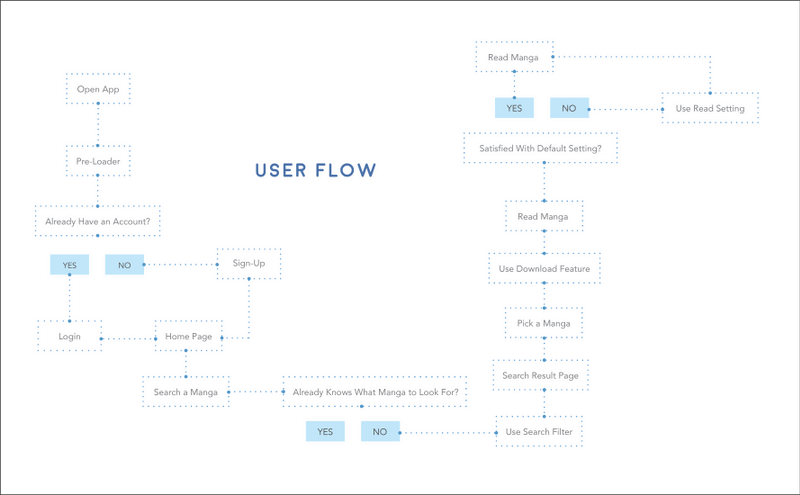 USER FLOW
Open App
Pre-Loader
Already Have an Account?
YES
NO
Sign-Up
Login
Home Page
Search a Manga
Already Knows What Manga to Look For?
YES
NO
Use Search Filter
Search Result Page
Pick a Manga
Use Download Feature
Read Manga
Satisfied With Default Setting?
YES
NO
Use Read Setting
Read Manga